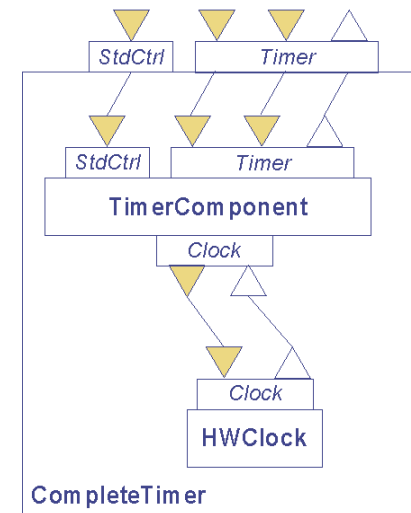 StdCtrl Timer
StdCtrl Timer
TimerComponent
Clock
Clock
HWClock
CompleteTimer